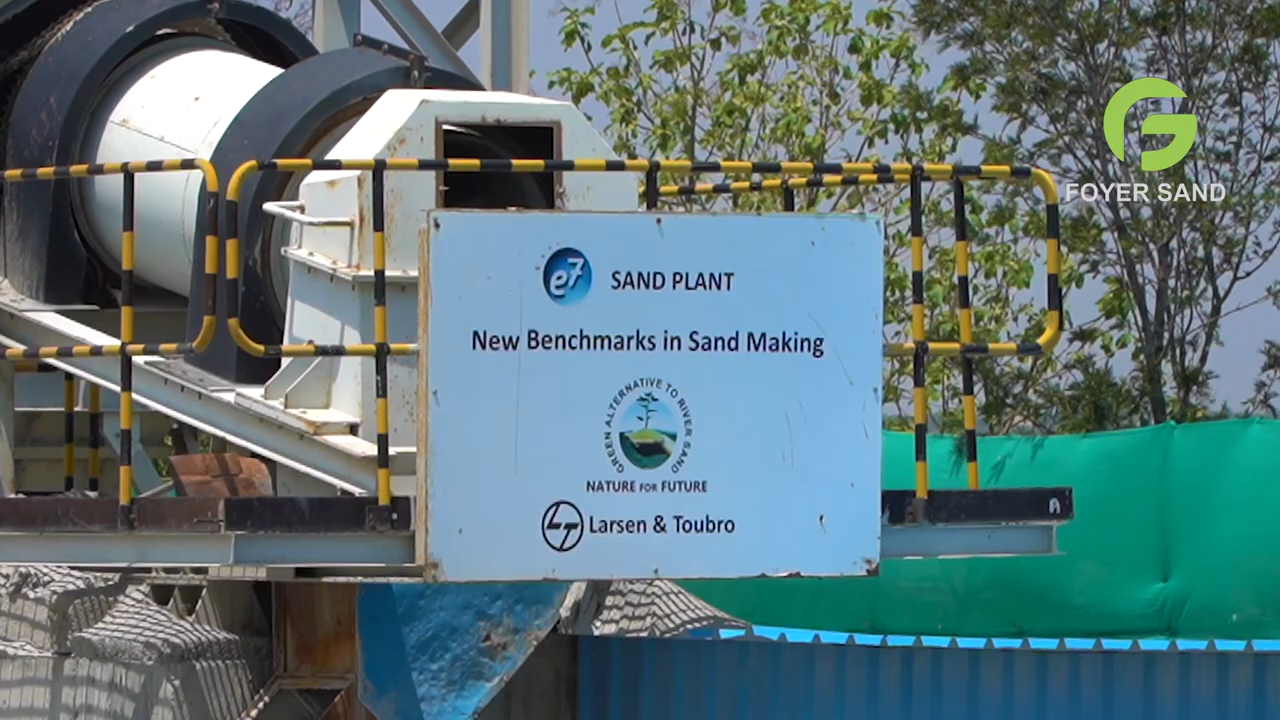 FOYER SAND
e7 SAND PLANT
New Benchmarks in Sand Making
GREEN ALTERNATIVE TO RIVER SAND
NATURE FOR FUTURE
LT Larsen & Toubro